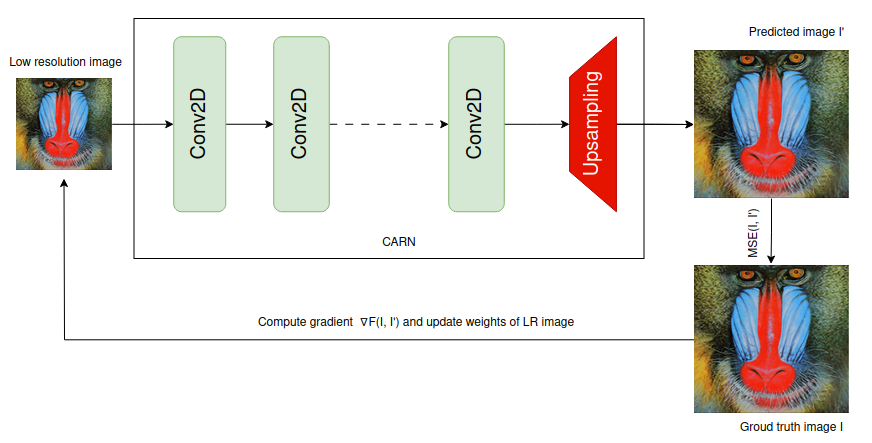 Predicted image I'
Low resolution image
Conv2D
Conv2D
Conv2D
Upsampling
CARN
MSE(I, I')
Compute gradient ∇F(I, I') and update weights of LR image
Groud truth image I